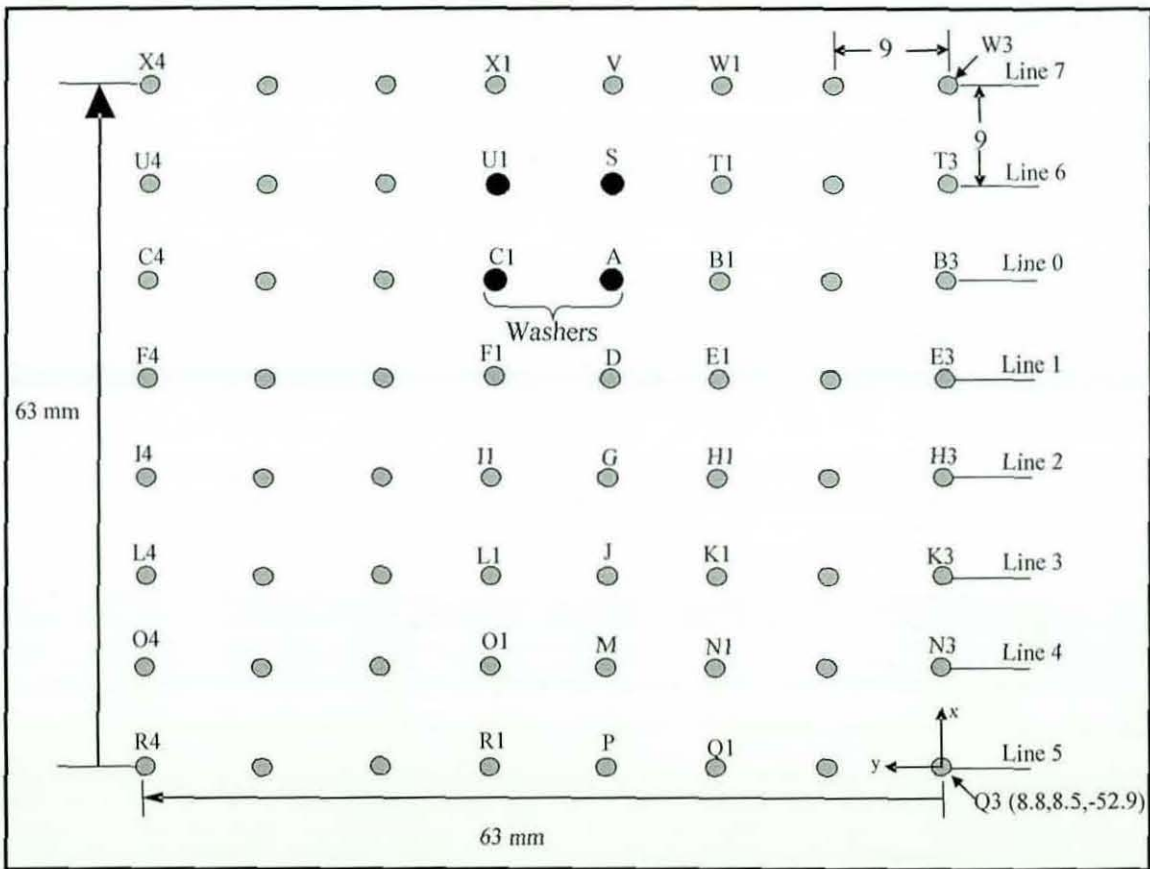 9
W3
X4 X1 V W1 Line 7
9
U4 U1 S T1 T3 Line 6
C4 C1 A B1 B3 Line 0
Washers
F4 F1 D E1 E3 Line 1
63 mm
I4 I1 G H1 H3 Line 2
L4 L1 J K1 K3 Line 3
O4 O1 M N1 N3 Line 4
x
R4 R1 P Q1 y Line 5
Q3 (8.8,8.5,-52.9)
63 mm